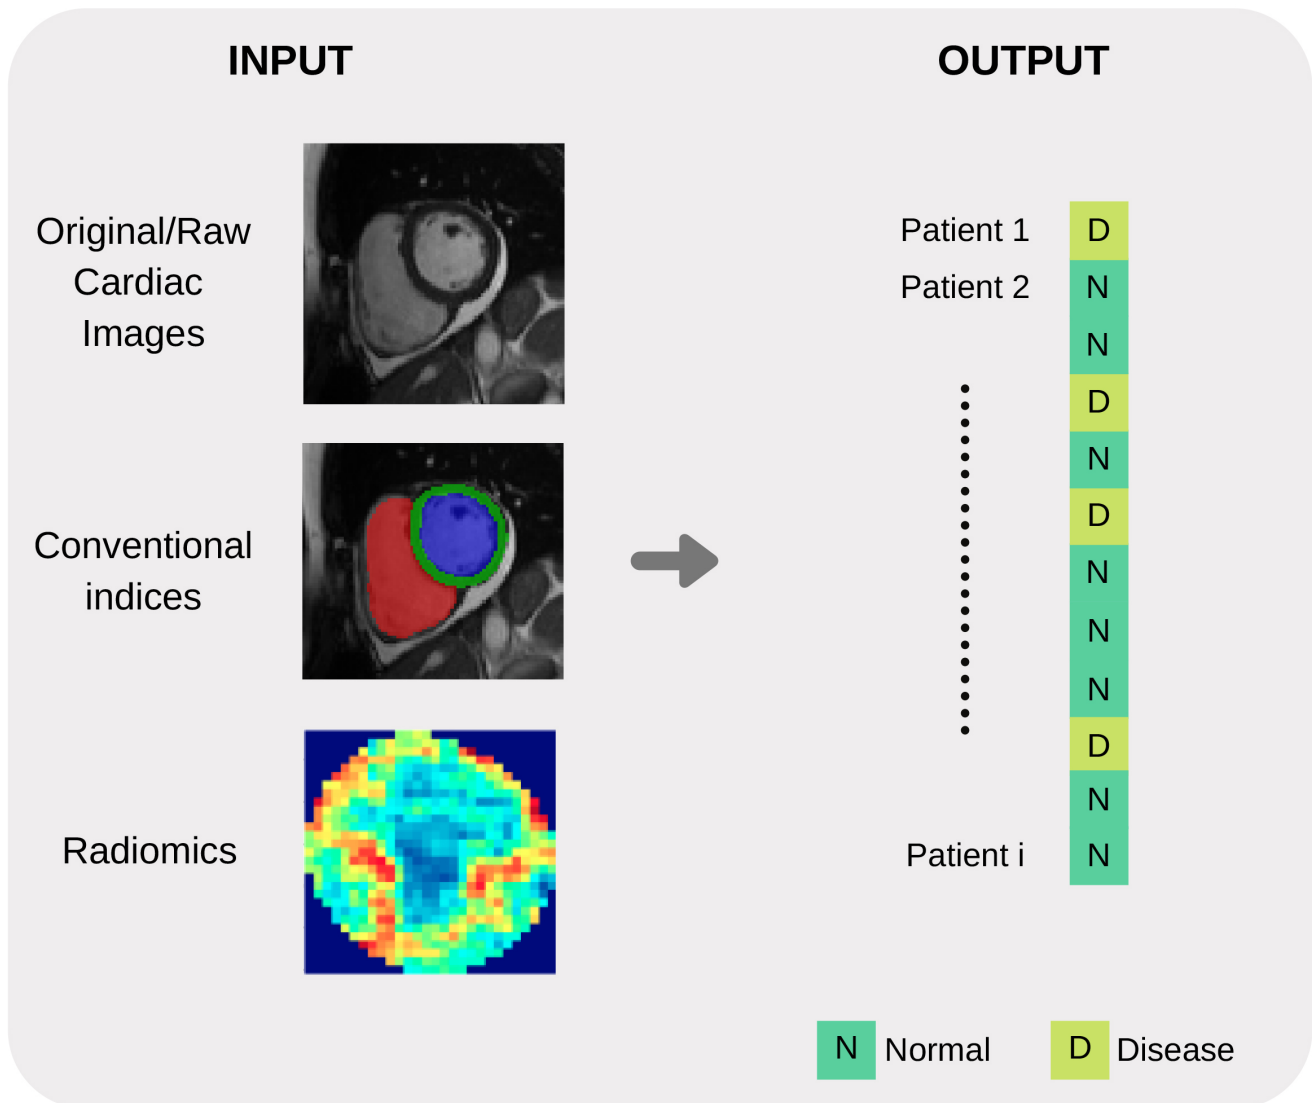 INPUT
OUTPUT
Original/Raw
Cardiac
Images
Conventional
indices
Radiomics
Patient 1
D
Patient 2
N
N
D
N
D
N
N
N
D
N
Patient i
N
N
Normal
D
Disease